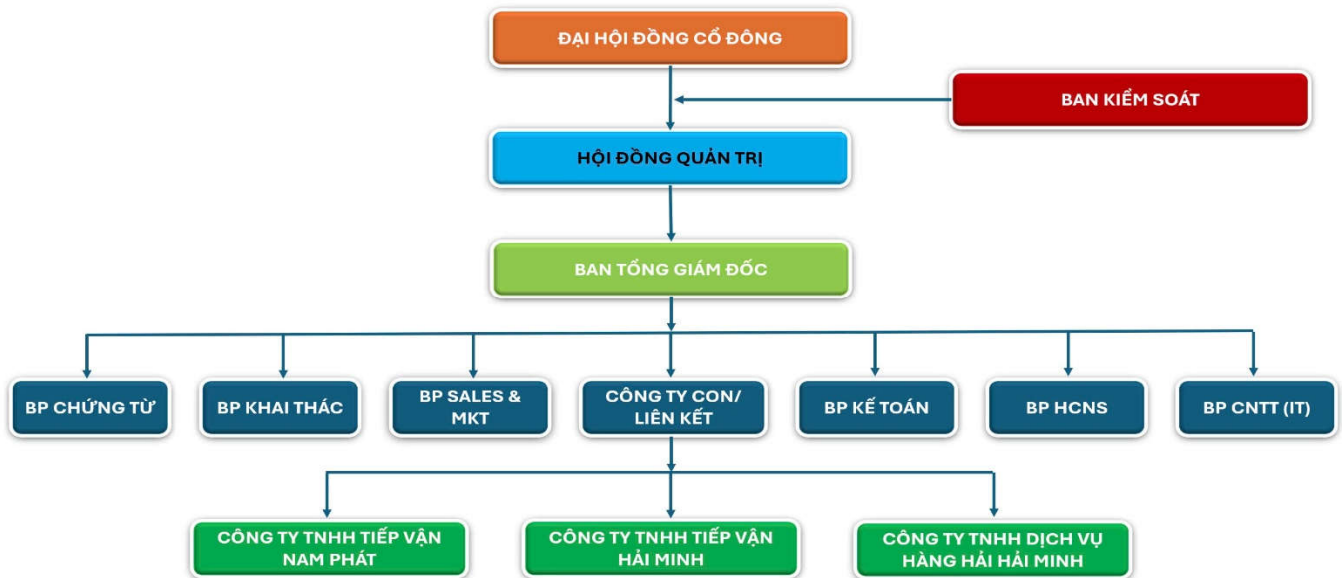 ĐẠI HỘI ĐỒNG CỔ ĐÔNG
BAN KIỂM SOÁT
HỘI ĐỒNG QUẢN TRỊ
BAN TỔNG GIÁM ĐỐC
BP CHỨNG TỪ
BP KHAI THÁC
BP SALES &
MKT
CÔNG TY CON/
LIÊN KẾT
BP KẾ TOÁN
BP HCNS
BP CNTT (IT)
CÔNG TY TNHH TIẾP VẬN
NAM PHÁT
CÔNG TY TNHH TIẾP VẬN
HẢI MINH
CÔNG TY TNHH DỊCH VỤ
HÀNG HẢI HẢI MINH